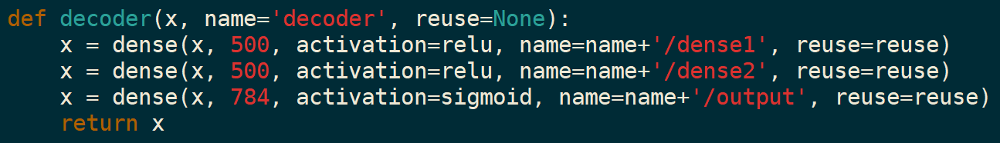 def decoder(x, name='decoder', reuse=None):
    x = dense(x, 500, activation=relu, name=name+'/dense1', reuse=reuse)
    x = dense(x, 500, activation=relu, name=name+'/dense2', reuse=reuse)
    x = dense(x, 784, activation=sigmoid, name=name+'/output', reuse=reuse)
    return x